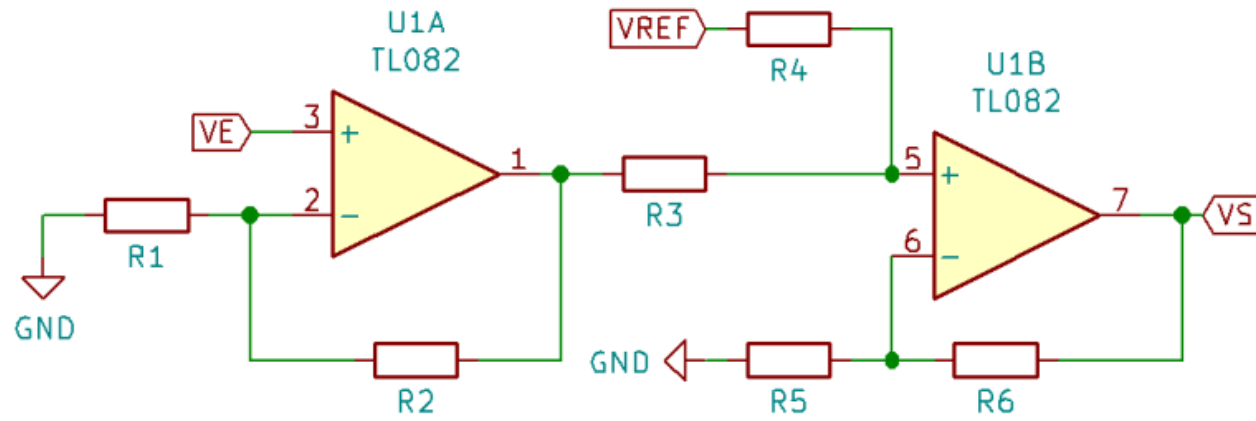 U1A
TL082
VREF
R4
U1B
TL082
VE
3
+
1
5
+
7
VS
2
-
R3
6
-
R1
GND
GND
R2
R5
R6